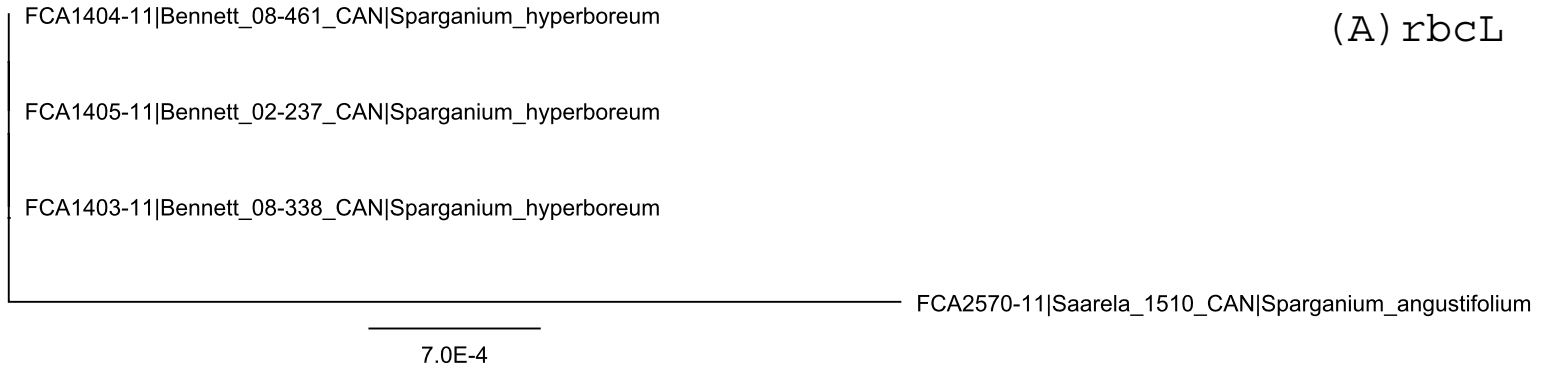 FCA1404-11|Bennett_08-461_CAN|Sparganium_hyperboreum
(A) rbcL
FCA1405-11|Bennett_02-237_CAN|Sparganium_hyperboreum
FCA1403-11|Bennett_08-338_CAN|Sparganium_hyperboreum
FCA2570-11|Saarela_1510_CAN|Sparganium_angustifolium
7.0E-4